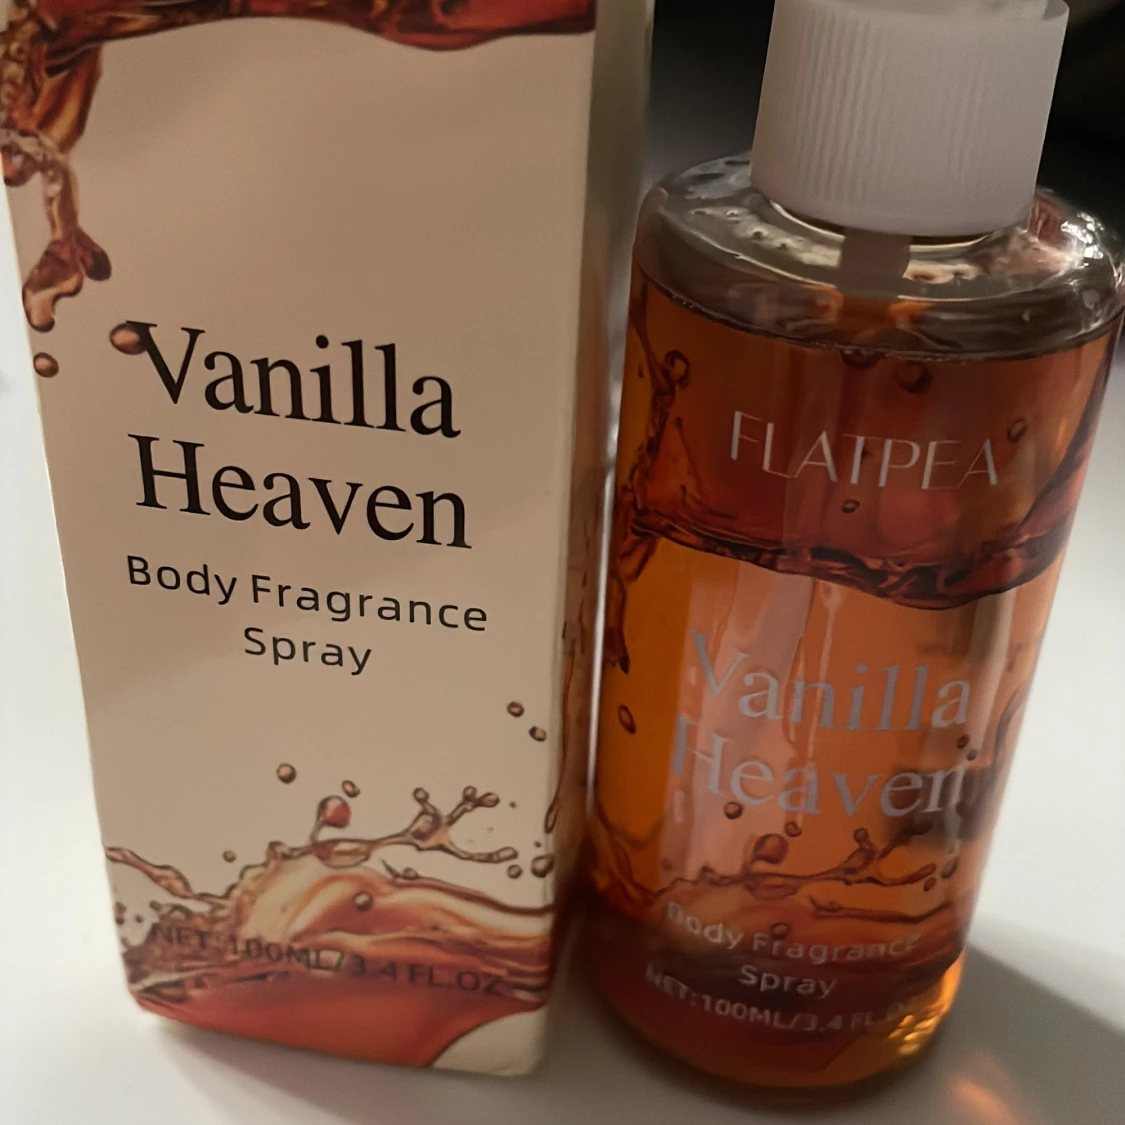 Vanilla
Heaven
Body Fragrance
Spray
NET:100ML/3.4 FL.OZ
FLATPEA
Vanilla
Heaven
Body Fragrance
Spray
NET:100ML/3.4 FL.OZ